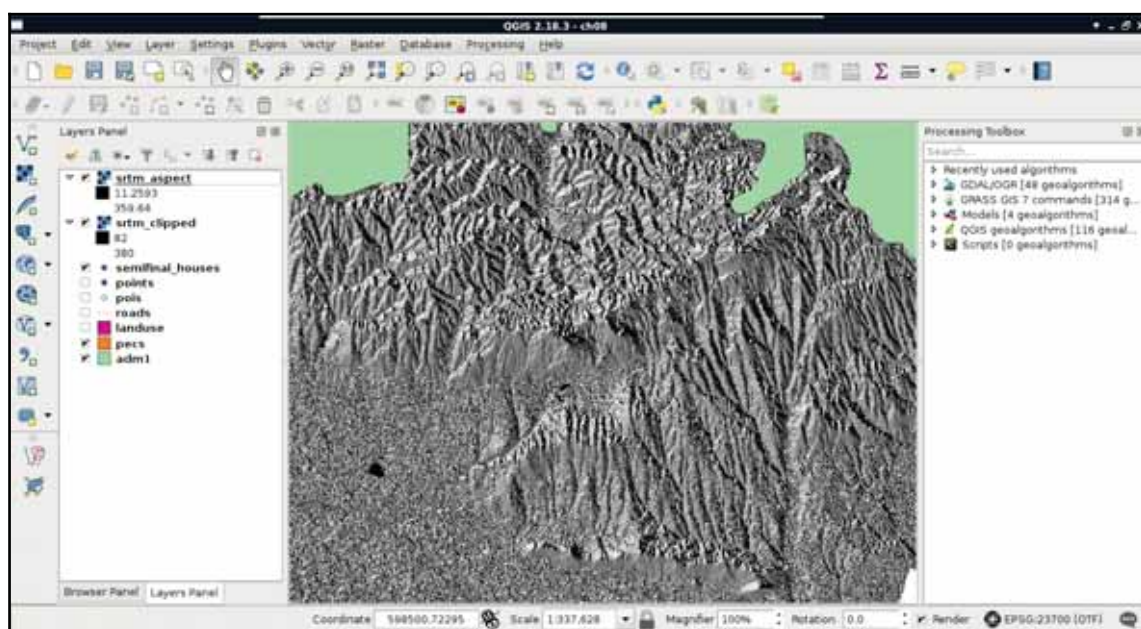 QGIS 2.18.3 - ch08
Project Edit View Layer Settings Plugins Vector Raster Database Processing Help
Layers Panel
srtm_aspect
11.2593
359.64
srtm_clipped
82
380
semifinal_houses
points
pois
roads
landuse
pecs
adm1
Browser Panel Layers Panel
Processing Toolbox
Search...
Recently used algorithms
GDAL/OGR [48 geoalgorithms]
GRASS GIS 7 commands [314 g...
Models [4 geoalgorithms]
QGIS geoalgorithms [116 geoal...
Scripts [0 geoalgorithms]
Coordinate 598500,72295 Scale 1:337,628 Magnifier 100% Rotation 0.0 Render EPSG:23700 (OTF)